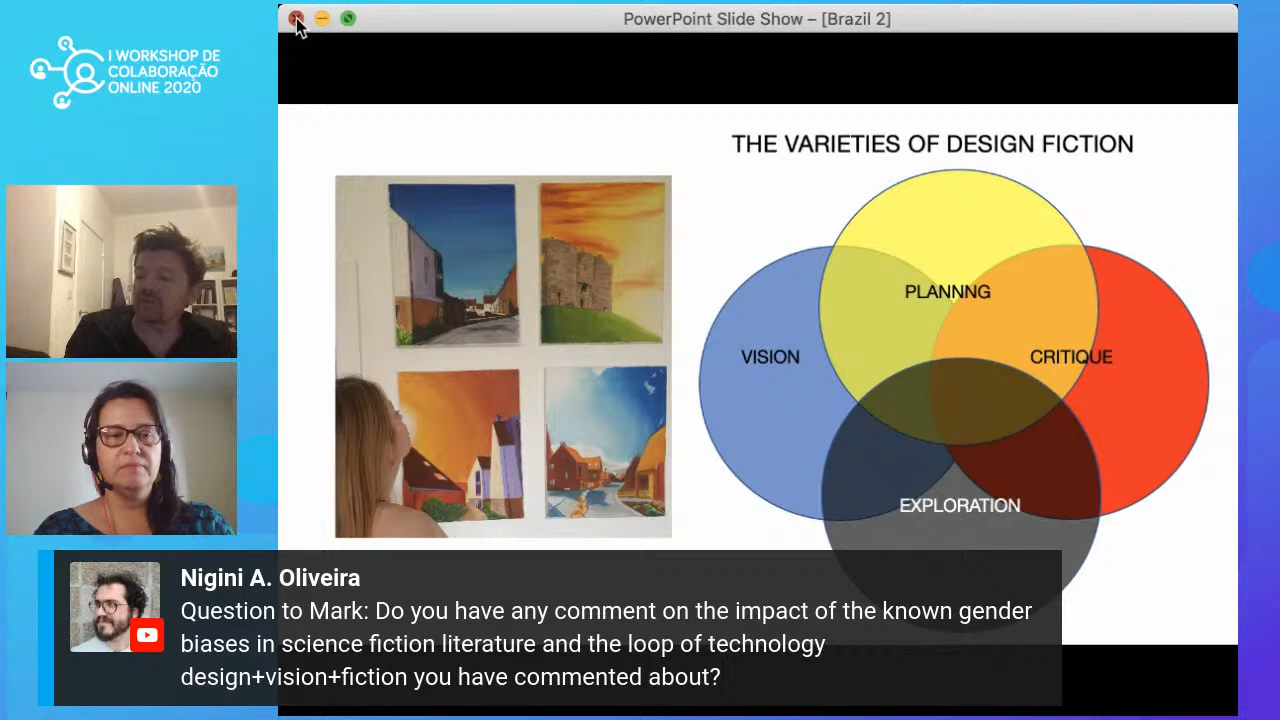 I WORKSHOP DE
COLABORAÇÃO
ONLINE 2020
PowerPoint Slide Show – [Brazil 2]
THE VARIETIES OF DESIGN FICTION
PLANNNG
VISION
CRITIQUE
EXPLORATION
Nigini A. Oliveira
Question to Mark: Do you have any comment on the impact of the known gender
biases in science fiction literature and the loop of technology
design+vision+fiction you have commented about?